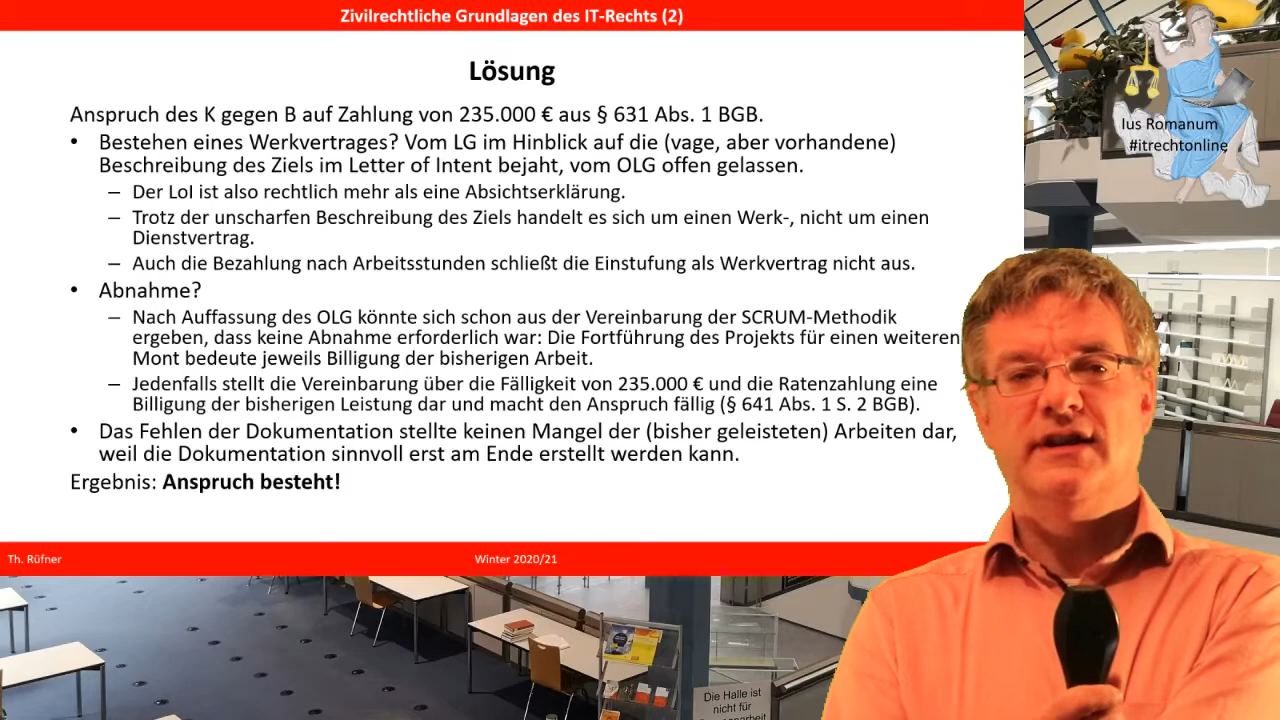 Zivilrechtliche Grundlagen des IT-Rechts (2)
Lösung
Anspruch des K gegen B auf Zahlung von 235.000 € aus § 631 Abs. 1 BGB.
• Bestehen eines Werkvertrages? Vom LG im Hinblick auf die (vage, aber vorhandene)
Beschreibung des Ziels im Letter of Intent bejaht, vom OLG offen gelassen.
– Der LoI ist also rechtlich mehr als eine Absichtserklärung.
– Trotz der unscharfen Beschreibung des Ziels handelt es sich um einen Werk-, nicht um einen
Dienstvertrag.
– Auch die Bezahlung nach Arbeitsstunden schließt die Einstufung als Werkvertrag nicht aus.
• Abnahme?
– Nach Auffassung des OLG könnte sich schon aus der Vereinbarung der SCRUM-Methodik
ergeben, dass keine Abnahme erforderlich war: Die Fortführung des Projekts für einen weiteren
Mont bedeute jeweils Billigung der bisherigen Arbeit.
– Jedenfalls stellt die Vereinbarung über die Fälligkeit von 235.000 € und die Ratenzahlung eine
Billigung der bisherigen Leistung dar und macht den Anspruch fällig (§ 641 Abs. 1 S. 2 BGB).
• Das Fehlen der Dokumentation stellte keinen Mangel der (bisher geleisteten) Arbeiten dar,
weil die Dokumentation sinnvoll erst am Ende erstellt werden kann.
Ergebnis: Anspruch besteht!
Th. Rüfner
Winter 2020/21
Ius Romanum
#itrechtonline
Die Halle ist
nicht für